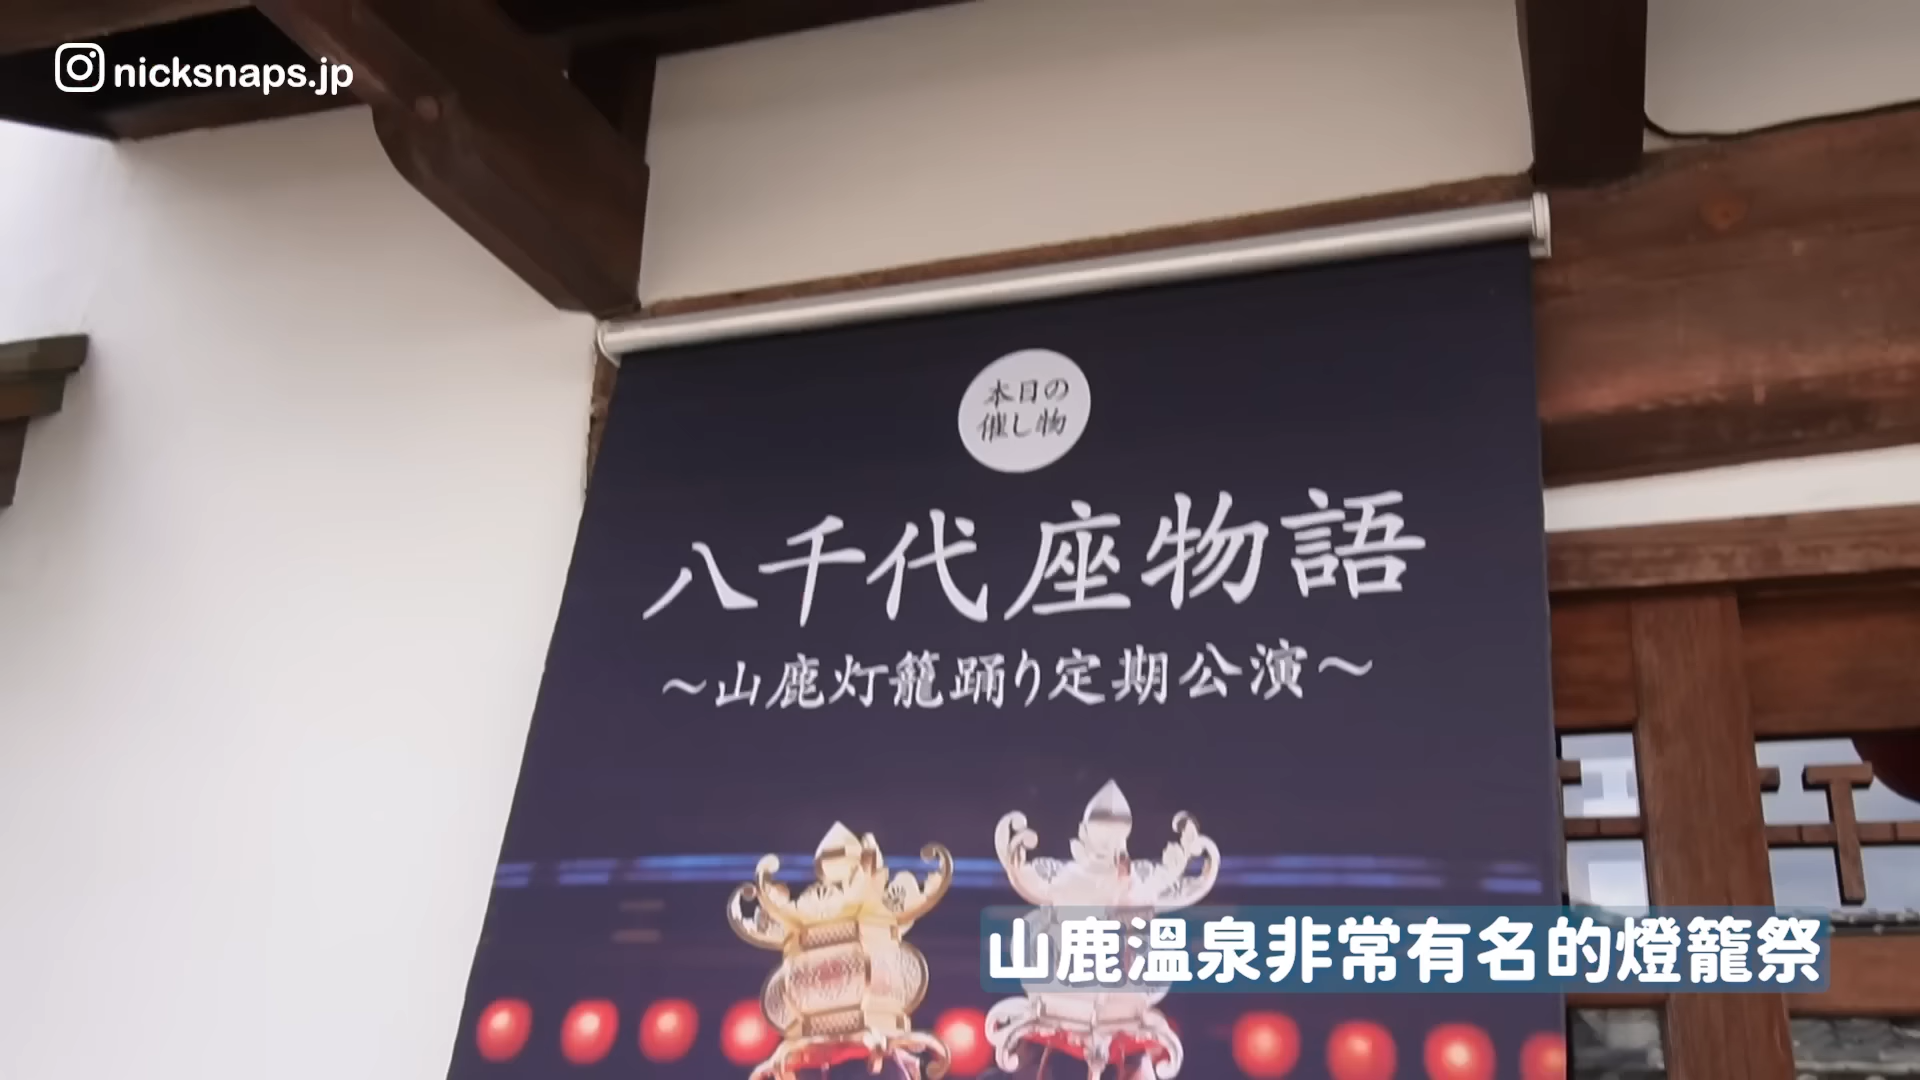 nicksnaps.jp
本日の
催し物
八千代座物語
～山鹿灯籠踊り定期公演～
山鹿溫泉非常有名的燈籠祭